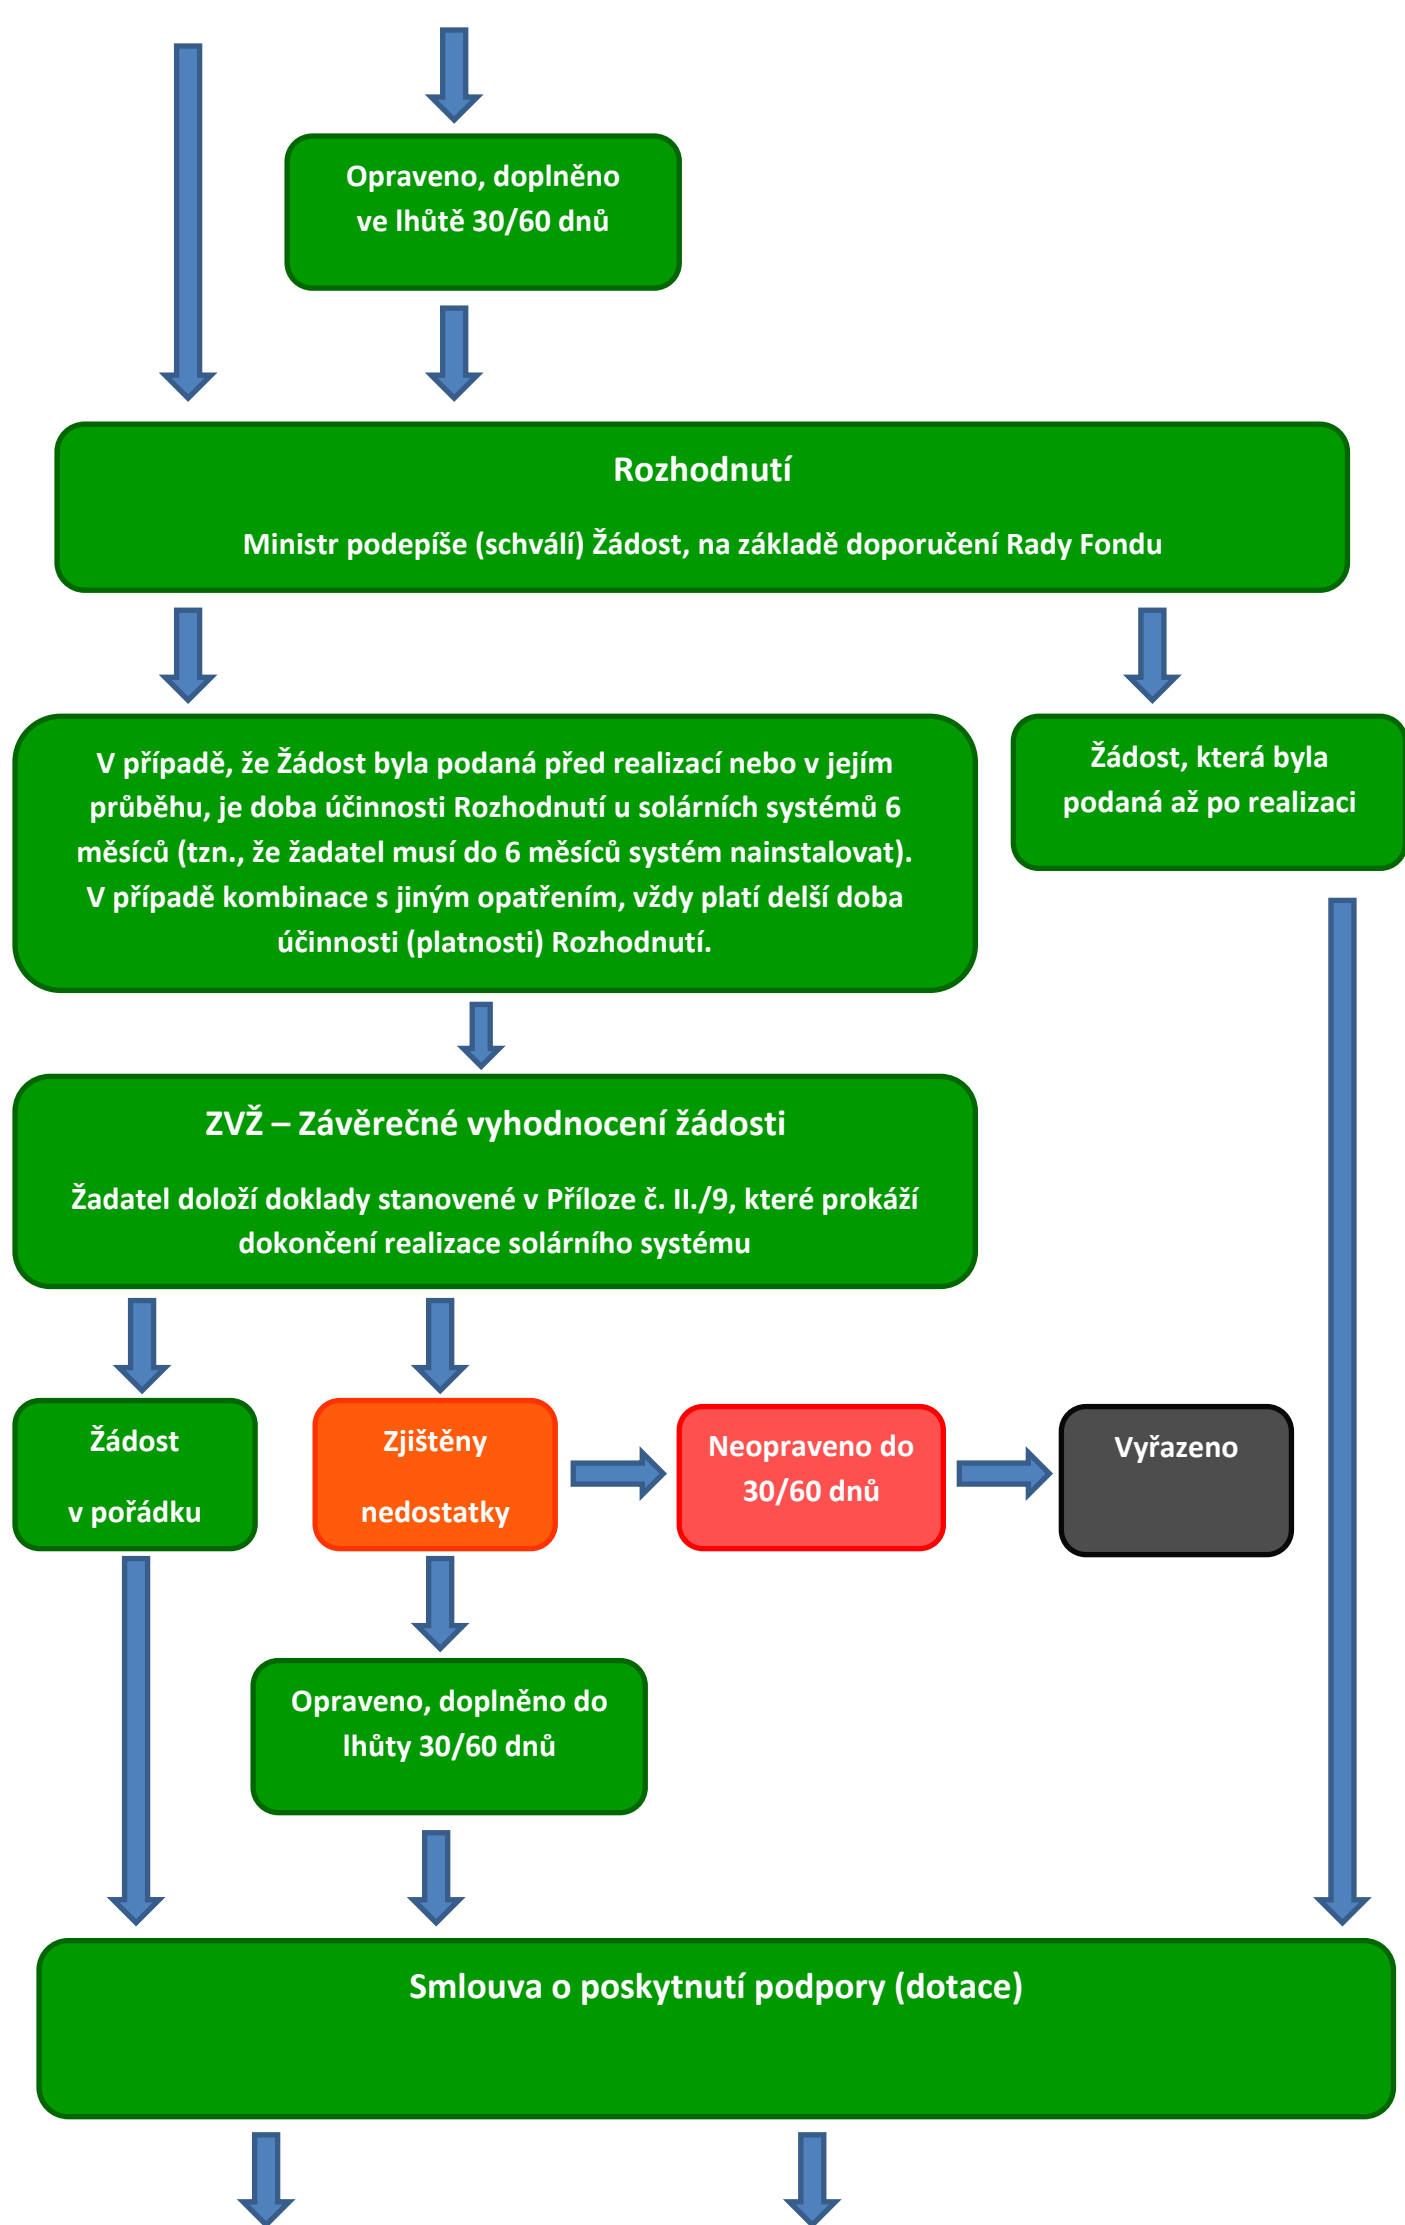 Opraveno, doplněno
ve lhůtě 30/60 dnů
Rozhodnutí
Ministr podepíše (schválí) Žádost, na základě doporučení Rady Fondu
V případě, že Žádost byla podaná před realizací nebo v jejím
průběhu, je doba účinnosti Rozhodnutí u solárních systémů 6
měsíců (tzn., že žadatel musí do 6 měsíců systém nainstalovat).
V případě kombinace s jiným opatřením, vždy platí delší doba
účinnosti (platnosti) Rozhodnutí.
Žádost, která byla
podaná až po realizaci
ZVŽ – Závěrečné vyhodnocení žádosti
Žadatel doloží doklady stanovené v Příloze č. II./9, které prokáží
dokončení realizace solárního systému
Žádost
v pořádku
Zjištěny
nedostatky
Neopraveno do
30/60 dnů
Vyřazeno
Opraveno, doplněno do
lhůty 30/60 dnů
Smlouva o poskytnutí podpory (dotace)